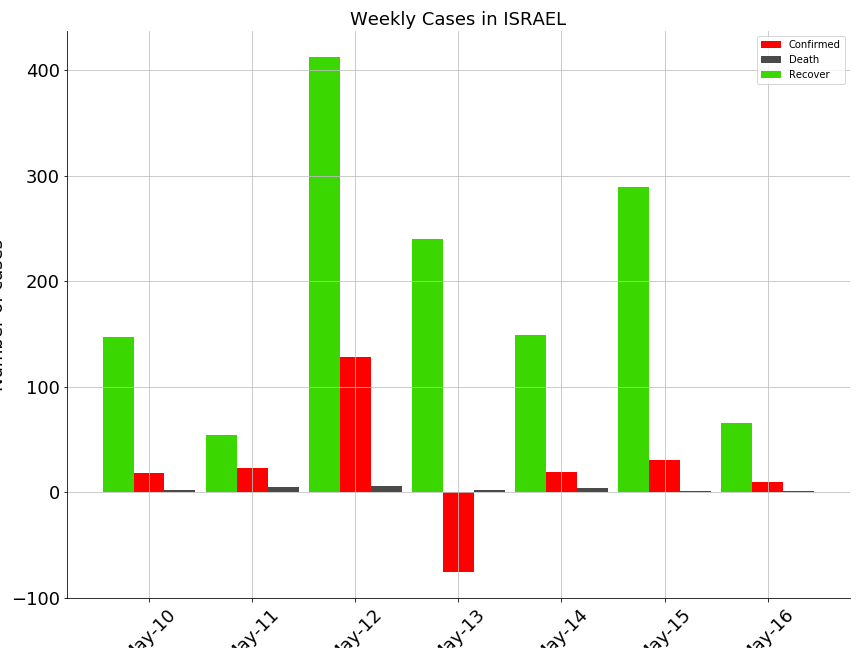 Weekly Cases in ISRAEL
Confirmed
Death
Recover
400
300
200
100
0
−100
May-10
May-11
May-12
May-13
May-14
May-15
May-16